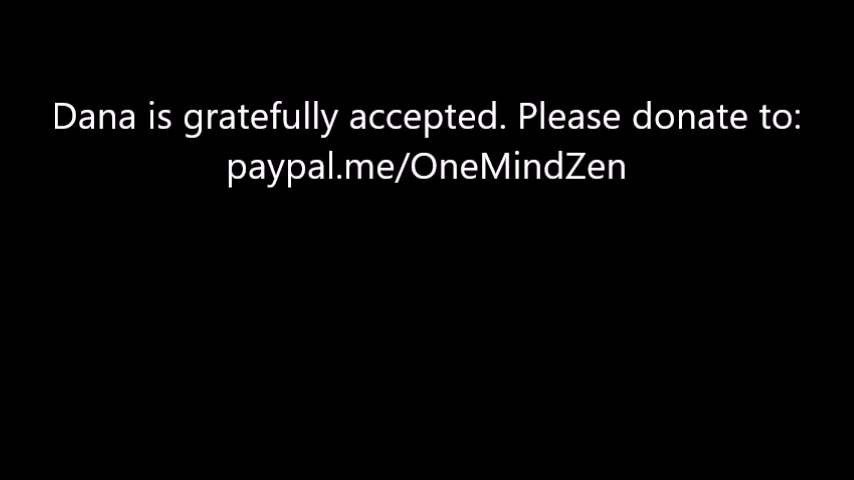 Dana is gratefully accepted. Please donate to:
paypal.me/OneMindZen